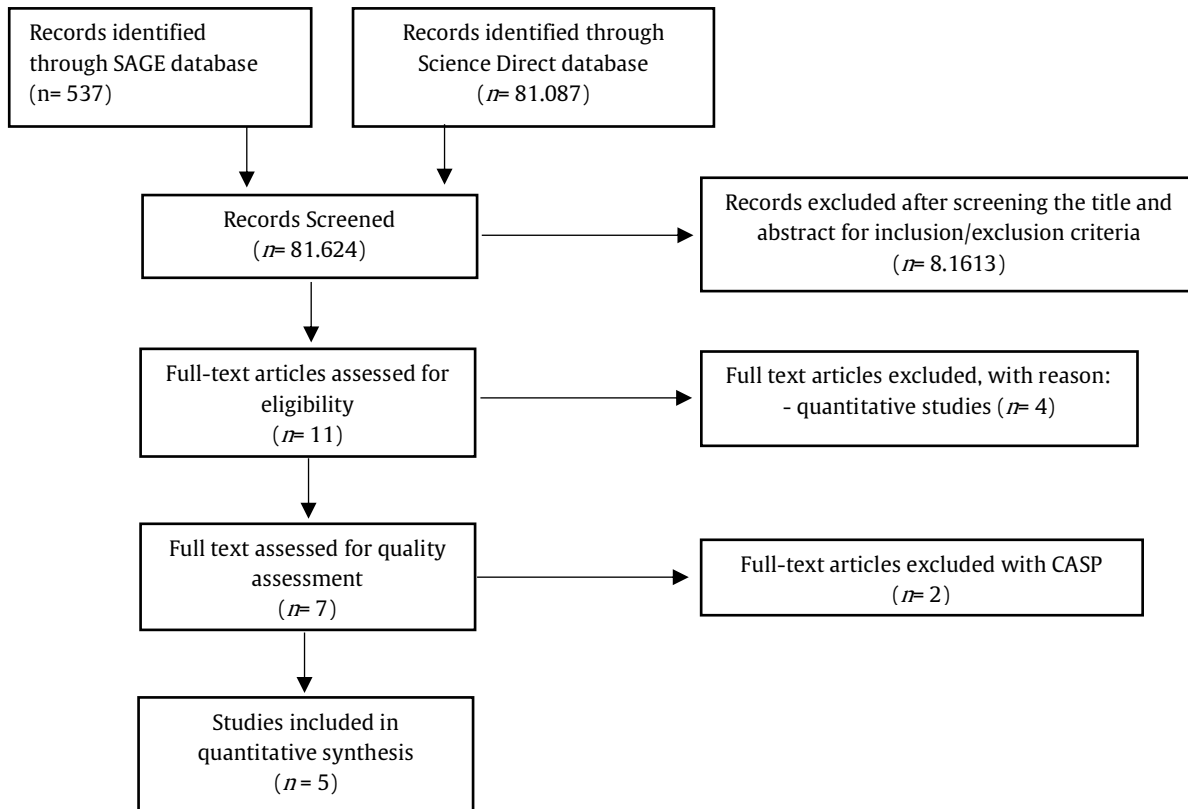 Records identified
through SAGE database
(n= 537)
Records identified through
Science Direct database
(n= 81.087)
Records Screened
(n= 81.624)
Records excluded after screening the title and
abstract for inclusion/exclusion criteria
(n= 8.1613)
Full-text articles assessed for
eligibility
(n= 11)
Full text articles excluded, with reason:
- quantitative studies (n= 4)
Full text assessed for quality
assessment
(n= 7)
Full-text articles excluded with CASP
(n= 2)
Studies included in
quantitative synthesis
(n = 5)